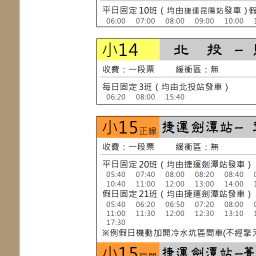 平日固定10班（均由捷運昆陽站發車）假
06:00 07:00 08:00 09:00 10:00
小14 北 投 –
收費：一段票 緩衝區：無
每日固定3班（均由北投站發車）
06:20 08:00 15:40
小15正線 捷運劍潭站–
收費：一段票 緩衝區：無
平日固定20班（均由捷運劍潭站發車）
05:40 07:40 08:00 08:20 08:40
10:40 11:00 12:00 13:00 14:00
假日固定21班（均由捷運劍潭站發車）
05:40 06:20 06:50 07:20 08:00
11:00 11:30 12:00 12:30 13:10
17:30
※例假日機動加開冷水坑區間車(不經擎天
小15 捷運劍潭站–